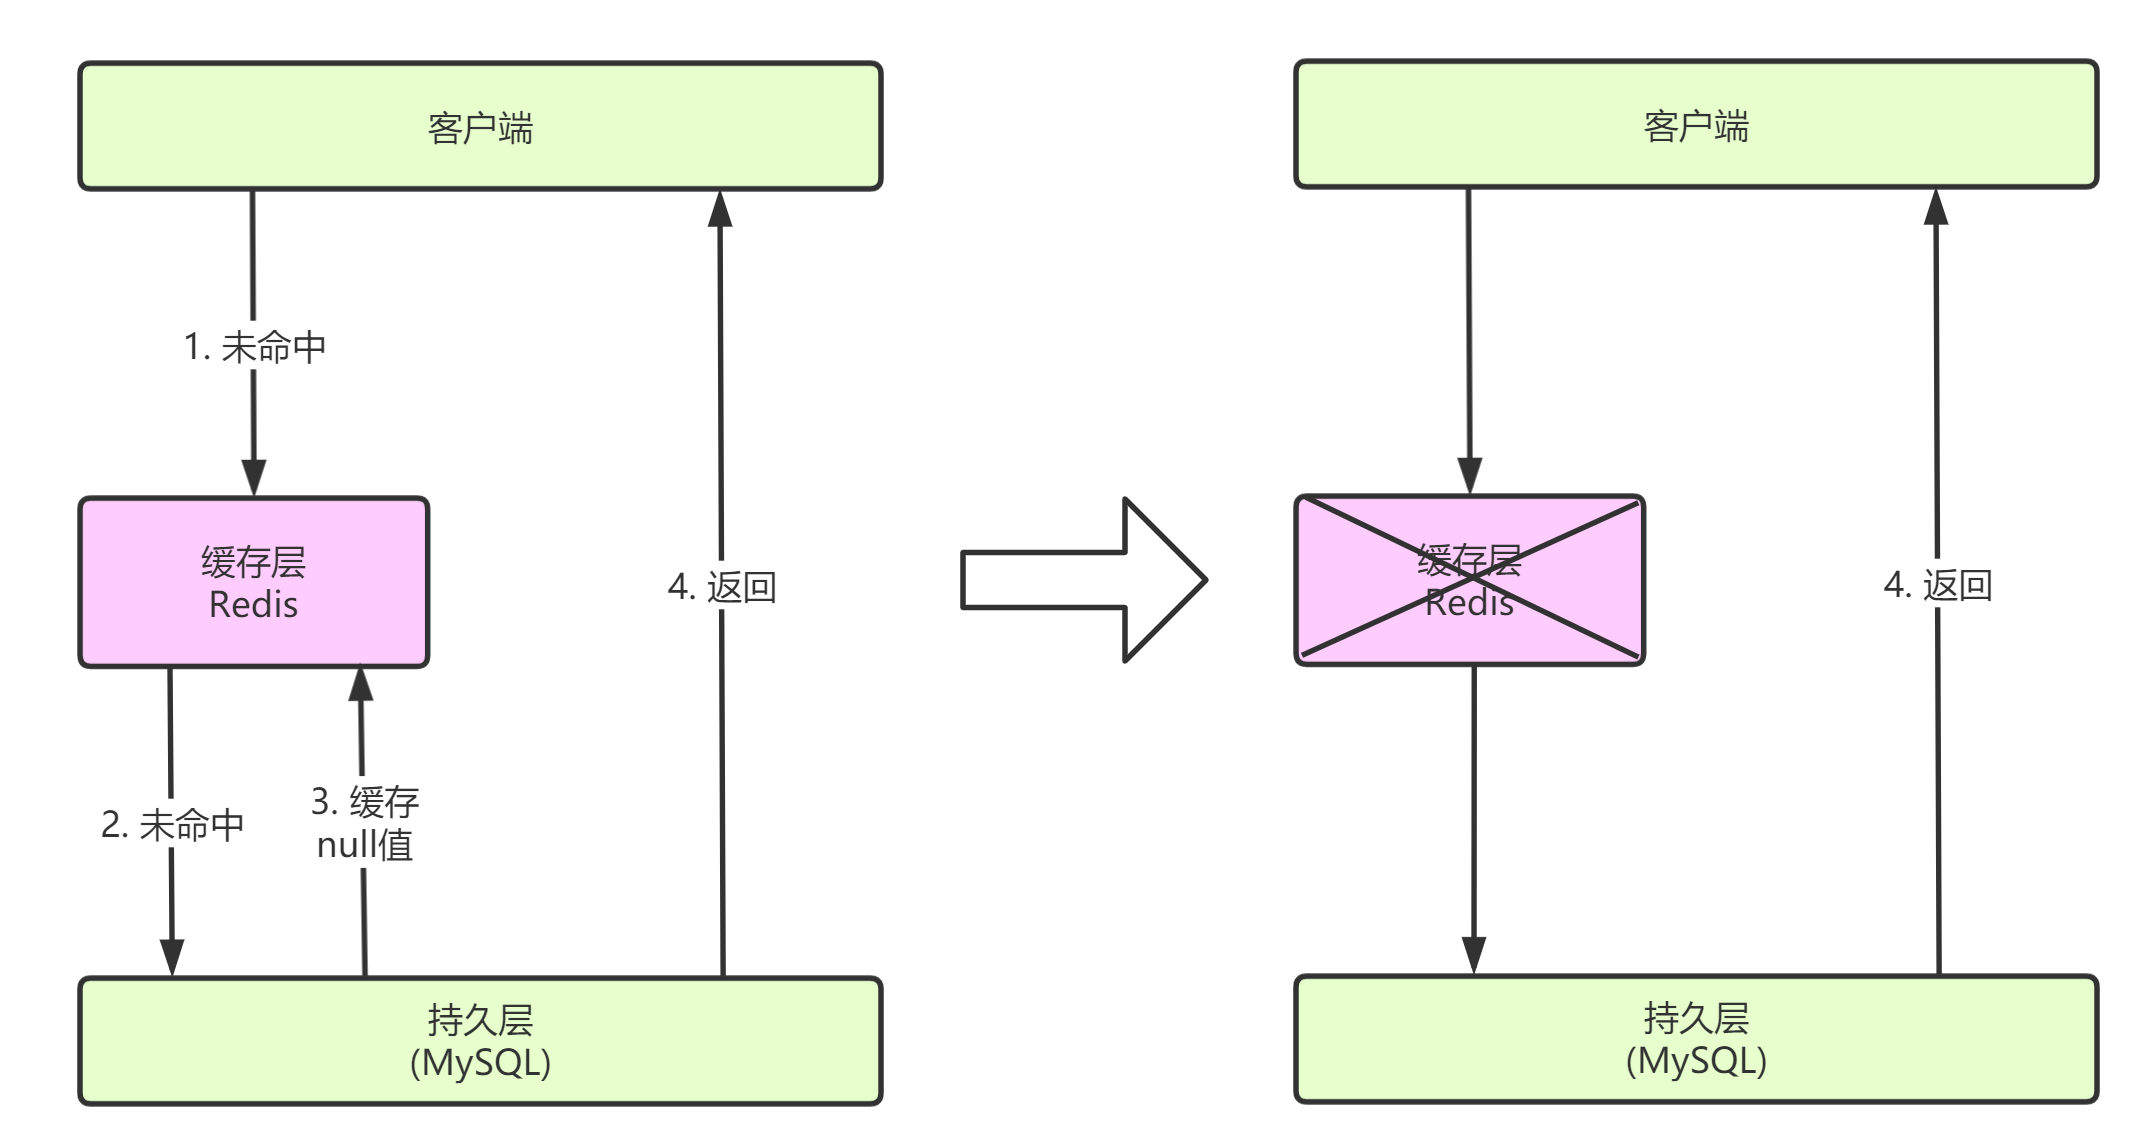 客户端
1. 未命中
缓存层
Redis
2. 未命中
3. 缓存
null值
4. 返回
持久层
(MySQL)
客户端
缓存层
Redis
4. 返回
持久层
(MySQL)